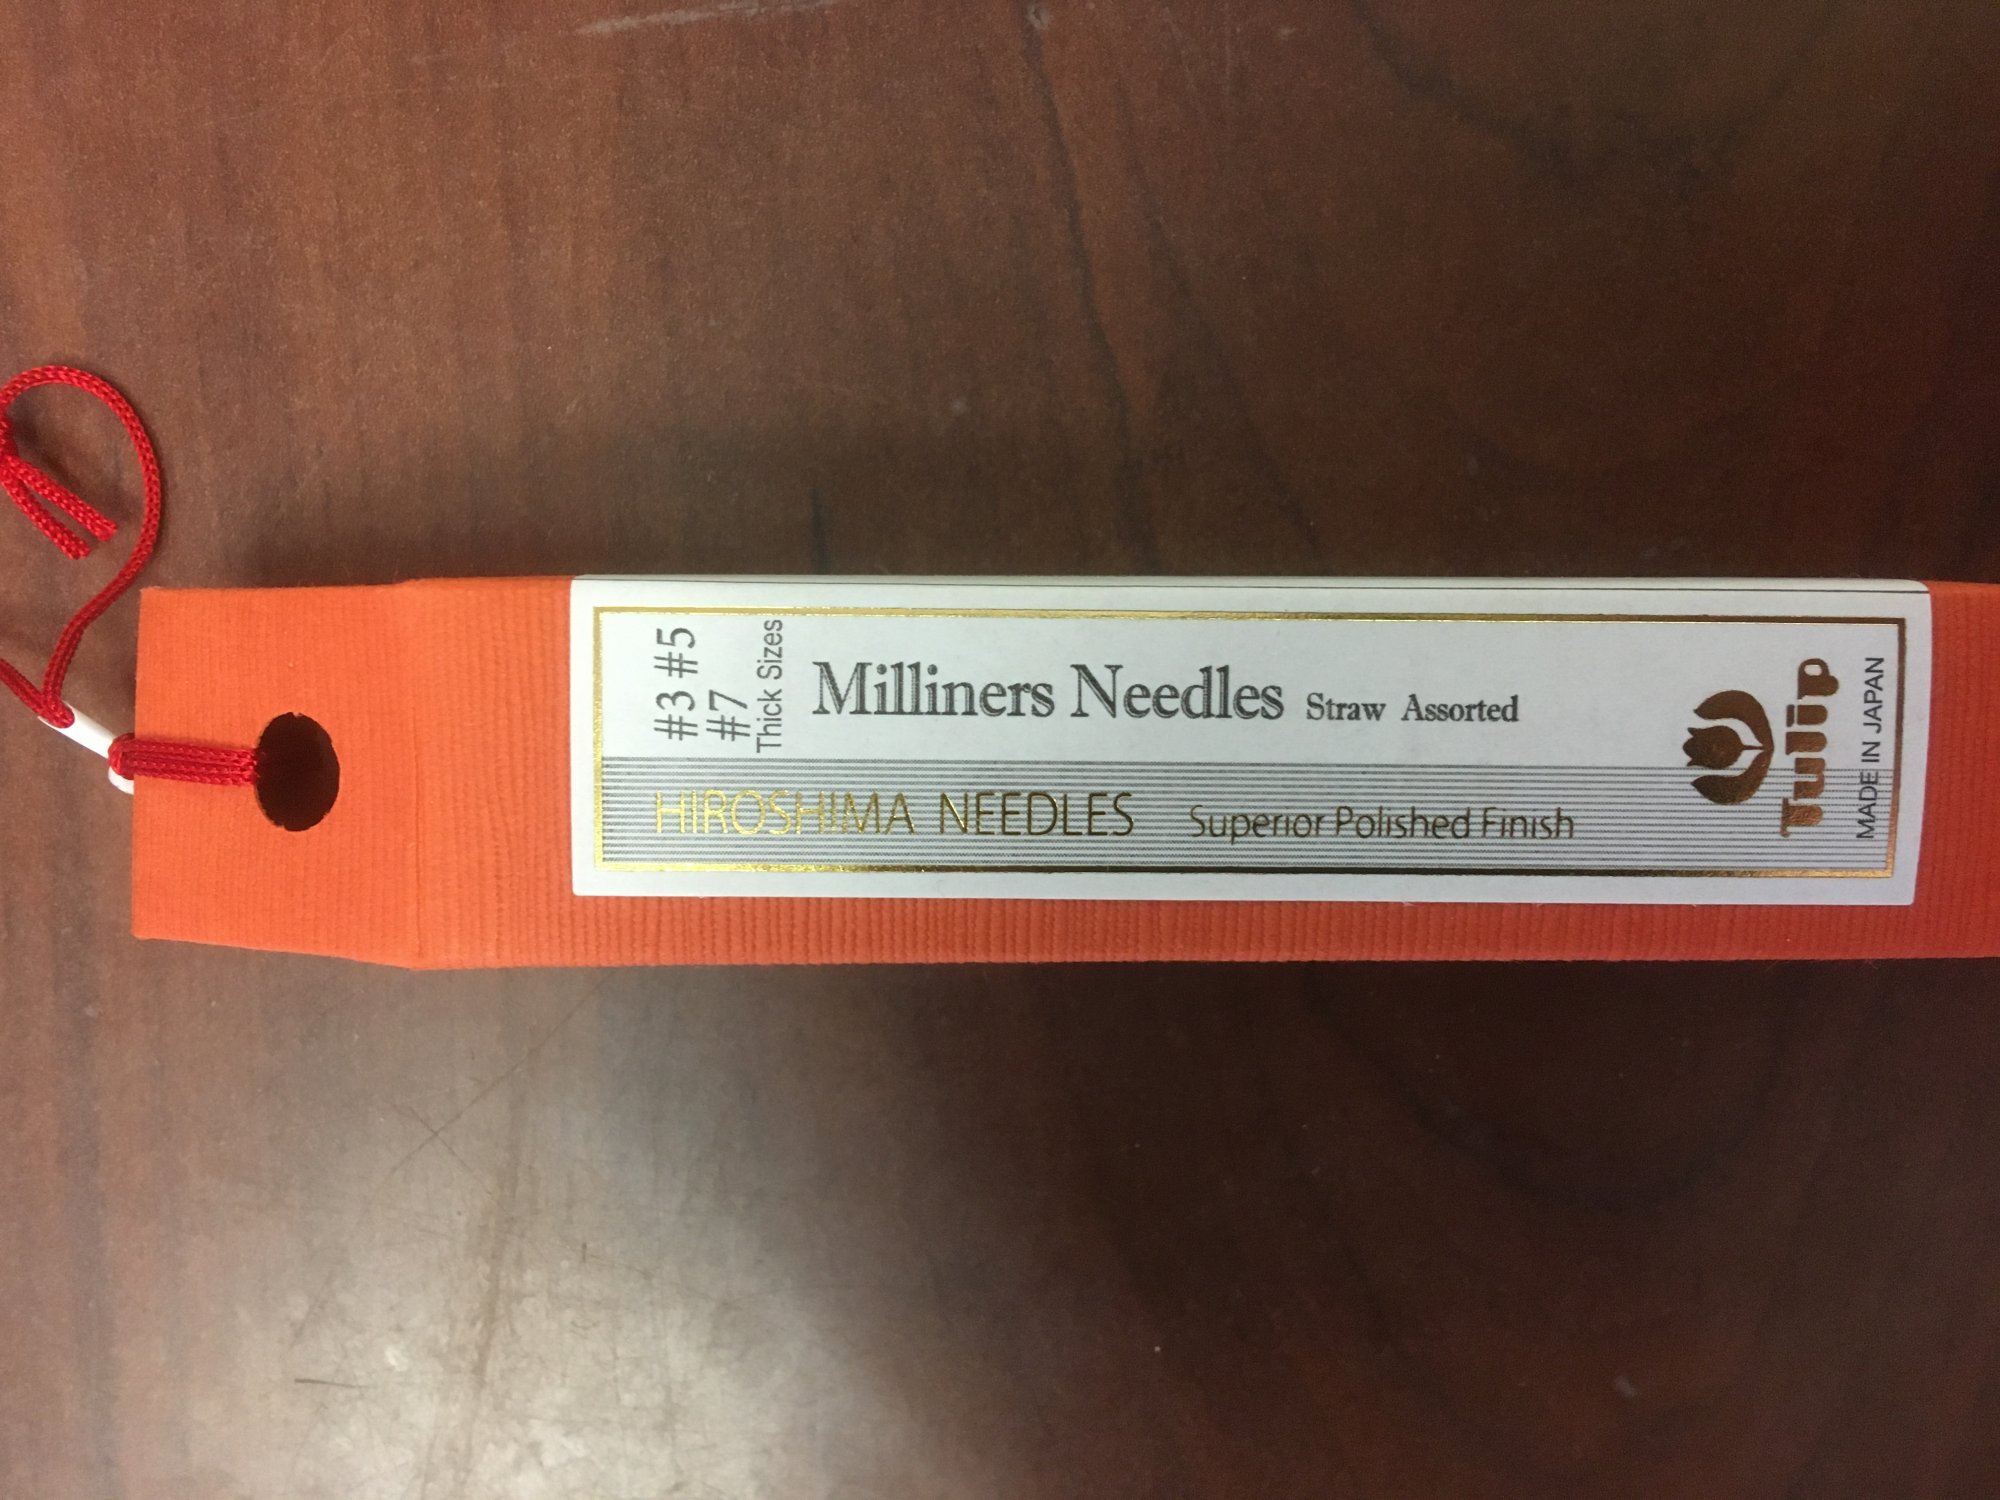 #3 #5
#7
Thick Sizes
Milliners Needles Straw Assorted
HIROSHIMA NEEDLES Superior Polished Finish
Tulip
MADE IN JAPAN